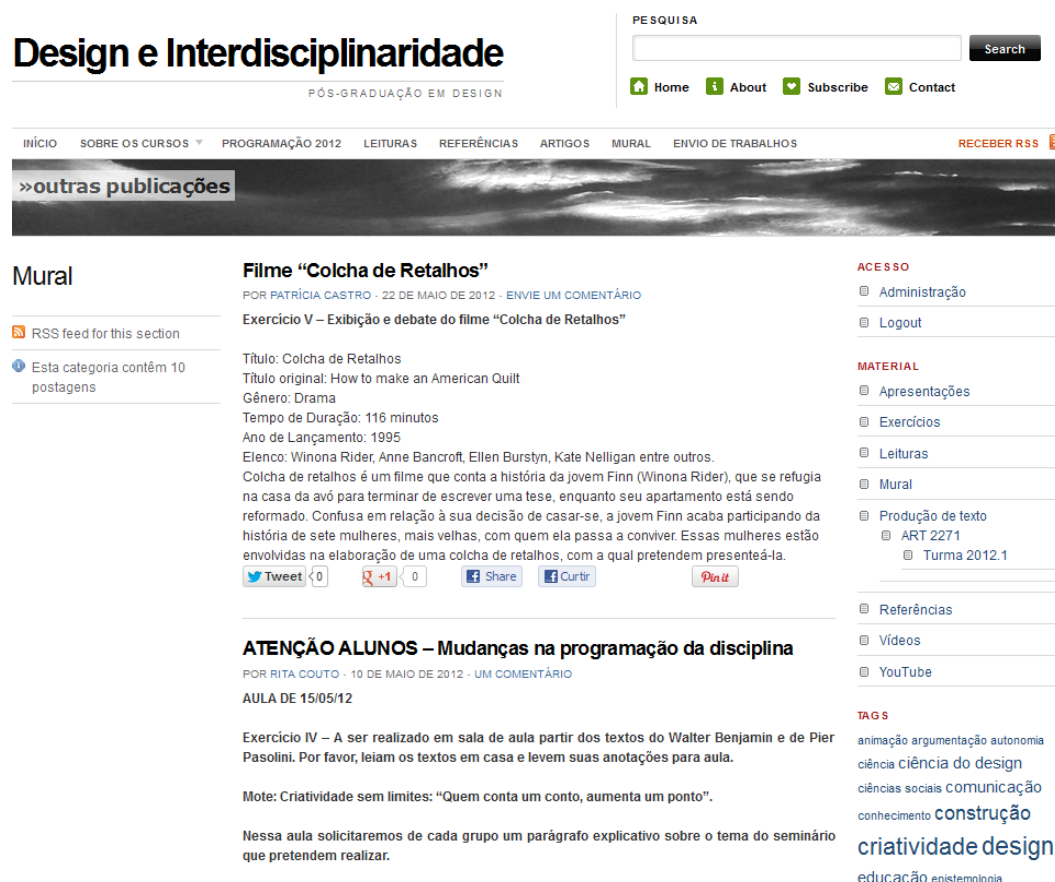 Design e Interdisciplinaridade
PÓS-GRADUAÇÃO EM DESIGN
PESQUISA
Search
Home About Subscribe Contact
INÍCIO SOBRE OS CURSOS PROGRAMAÇÃO 2012 LEITURAS REFERÊNCIAS ARTIGOS MURAL ENVIO DE TRABALHOS RECEBER RSS
»outras publicações
Mural
RSS feed for this section
Esta categoria contêm 10
postagens
Filme “Colcha de Retalhos”
POR PATRÍCIA CASTRO · 22 DE MAIO DE 2012 · ENVIE UM COMENTÁRIO
Exercício V – Exibição e debate do filme “Colcha de Retalhos”
Título: Colcha de Retalhos
Título original: How to make an American Quilt
Gênero: Drama
Tempo de Duração: 116 minutos
Ano de Lançamento: 1995
Elenco: Winona Rider, Anne Bancroft, Ellen Burstyn, Kate Nelligan entre outros.
Colcha de retalhos é um filme que conta a história da jovem Finn (Winona Rider), que se refugia
na casa da avó para terminar de escrever uma tese, enquanto seu apartamento está sendo
reformado. Confusa em relação à sua decisão de casar-se, a jovem Finn acaba participando da
história de sete mulheres, mais velhas, com quem ela passa a conviver. Essas mulheres estão
envolvidas na elaboração de uma colcha de retalhos, com a qual pretendem presenteá-la.
Tweet 0 +1 0 Share Curtir Pin it
ATENÇÃO ALUNOS – Mudanças na programação da disciplina
POR RITA COUTO · 10 DE MAIO DE 2012 · UM COMENTÁRIO
AULA DE 15/05/12
Exercício IV – A ser realizado em sala de aula partir dos textos do Walter Benjamin e de Pier
Pasolini. Por favor, leiam os textos em casa e levem suas anotações para aula.
Mote: Criatividade sem limites: “Quem conta um conto, aumenta um ponto”.
Nessa aula solicitaremos de cada grupo um parágrafo explicativo sobre o tema do seminário
que pretendem realizar.
ACESSO
Administração
Logout
MATERIAL
Apresentações
Exercícios
Leituras
Mural
Produção de texto
ART 2271
Turma 2012.1
Referências
Vídeos
YouTube
TAGS
animação argumentação autonomia
ciência ciência do design
ciências sociais comunicação
conhecimento construção
criatividade design
educação epistemologia